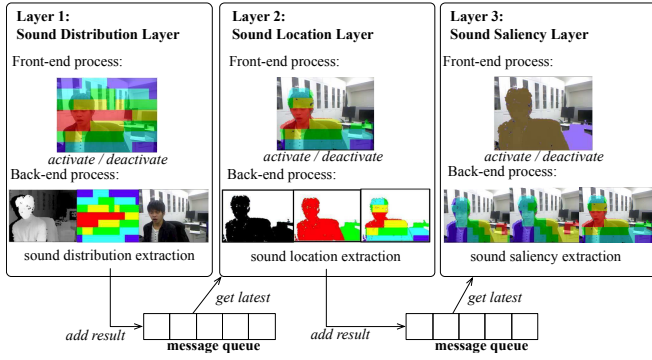 Layer 1:
Sound Distribution Layer
Front-end process:
activate / deactivate
Back-end process:
sound distribution extraction
Layer 2:
Sound Location Layer
Front-end process:
activate / deactivate
Back-end process:
sound location extraction
Layer 3:
Sound Saliency Layer
Front-end process:
activate / deactivate
Back-end process:
sound saliency extraction
add result
get latest
message queue
add result
get latest
message queue